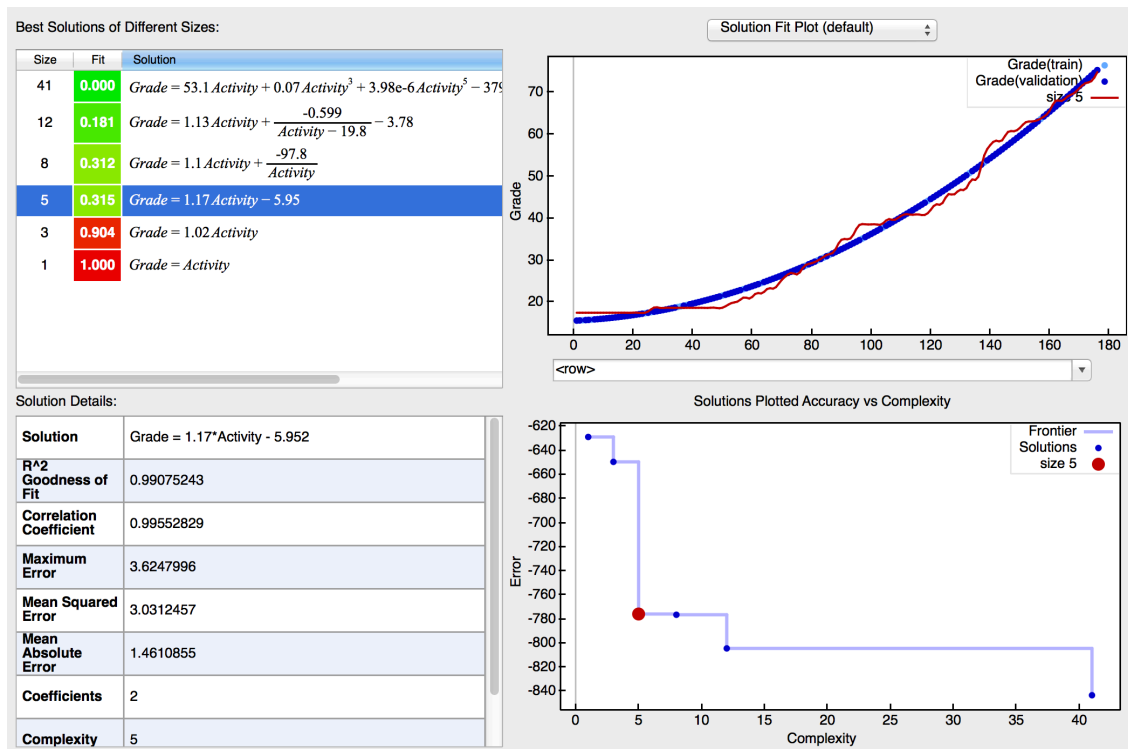 Best Solutions of Different Sizes:
Size Fit Solution
41 0.000 Grade = 53.1 Activity + 0.07 Activity³ + 3.98e-6 Activity⁵ − 379
12 0.181 Grade = 1.13 Activity + -0.599 / Activity − 19.8 − 3.78
8 0.312 Grade = 1.1 Activity + -97.8 / Activity
5 0.315 Grade = 1.17 Activity − 5.95
3 0.904 Grade = 1.02 Activity
1 1.000 Grade = Activity
Solution Details:
Solution Grade = 1.17*Activity - 5.952
R^2
Goodness of
Fit
0.99075243
Correlation
Coefficient
0.99552829
Maximum
Error
3.6247996
Mean Squared
Error
3.0312457
Mean
Absolute
Error
1.4610855
Coefficients 2
Complexity 5
Solution Fit Plot (default)
Grade(train)
Grade(validation)
size 5
70
60
50
40
30
20
Grade
0 20 40 60 80 100 120 140 160 180
<row>
Solutions Plotted Accuracy vs Complexity
Frontier
Solutions
size 5
-620
-640
-660
-680
-700
-720
-740
-760
-780
-800
-820
-840
Error
0 5 10 15 20 25 30 35 40
Complexity